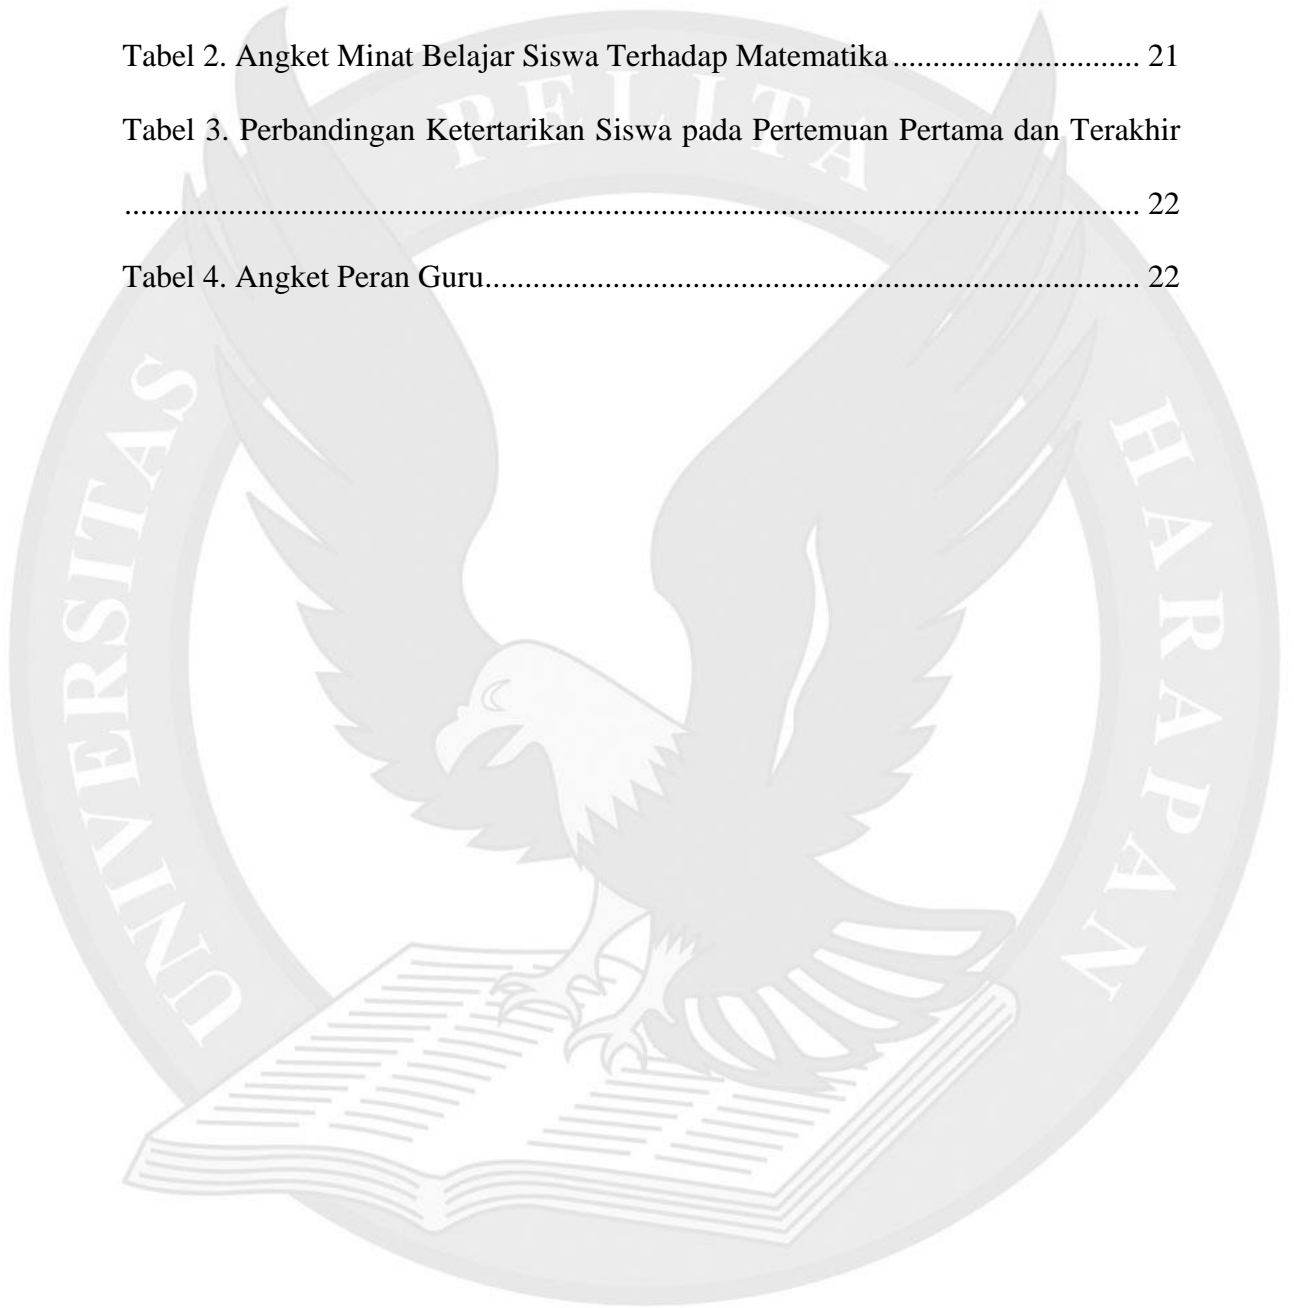 Tabel 2. Angket Minat Belajar Siswa Terhadap Matematika............................... 21
Tabel 3. Perbandingan Ketertarikan Siswa pada Pertemuan Pertama dan Terakhir
............................................................................................................................... 22
Tabel 4. Angket Peran Guru.................................................................................. 22
UNIVERSITAS PELITA HARAPAN